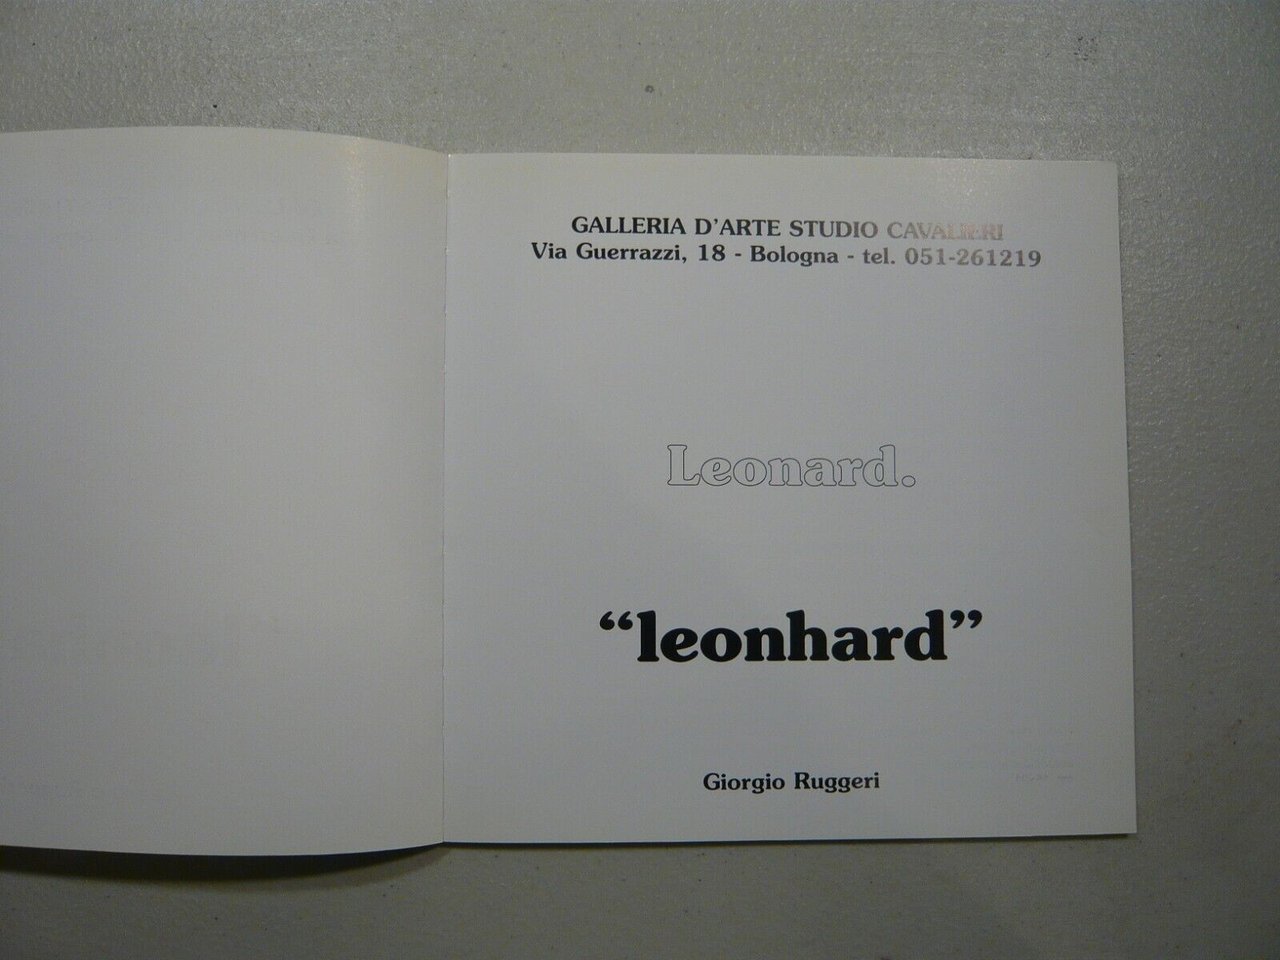 GALLERIA D'ARTE STUDIO CAVALIERI
Via Guerrazzi, 18 - Bologna - tel. 051-261219
Leonard.
“leonhard”
Giorgio Ruggeri